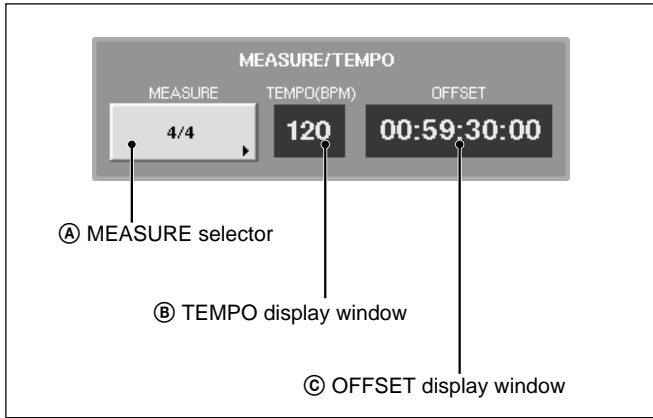 MEASURE/TEMPO
MEASURE TEMPO(BPM) OFFSET
4/4 120 00:59:30:00
Ⓐ MEASURE selector
Ⓑ TEMPO display window
Ⓒ OFFSET display window